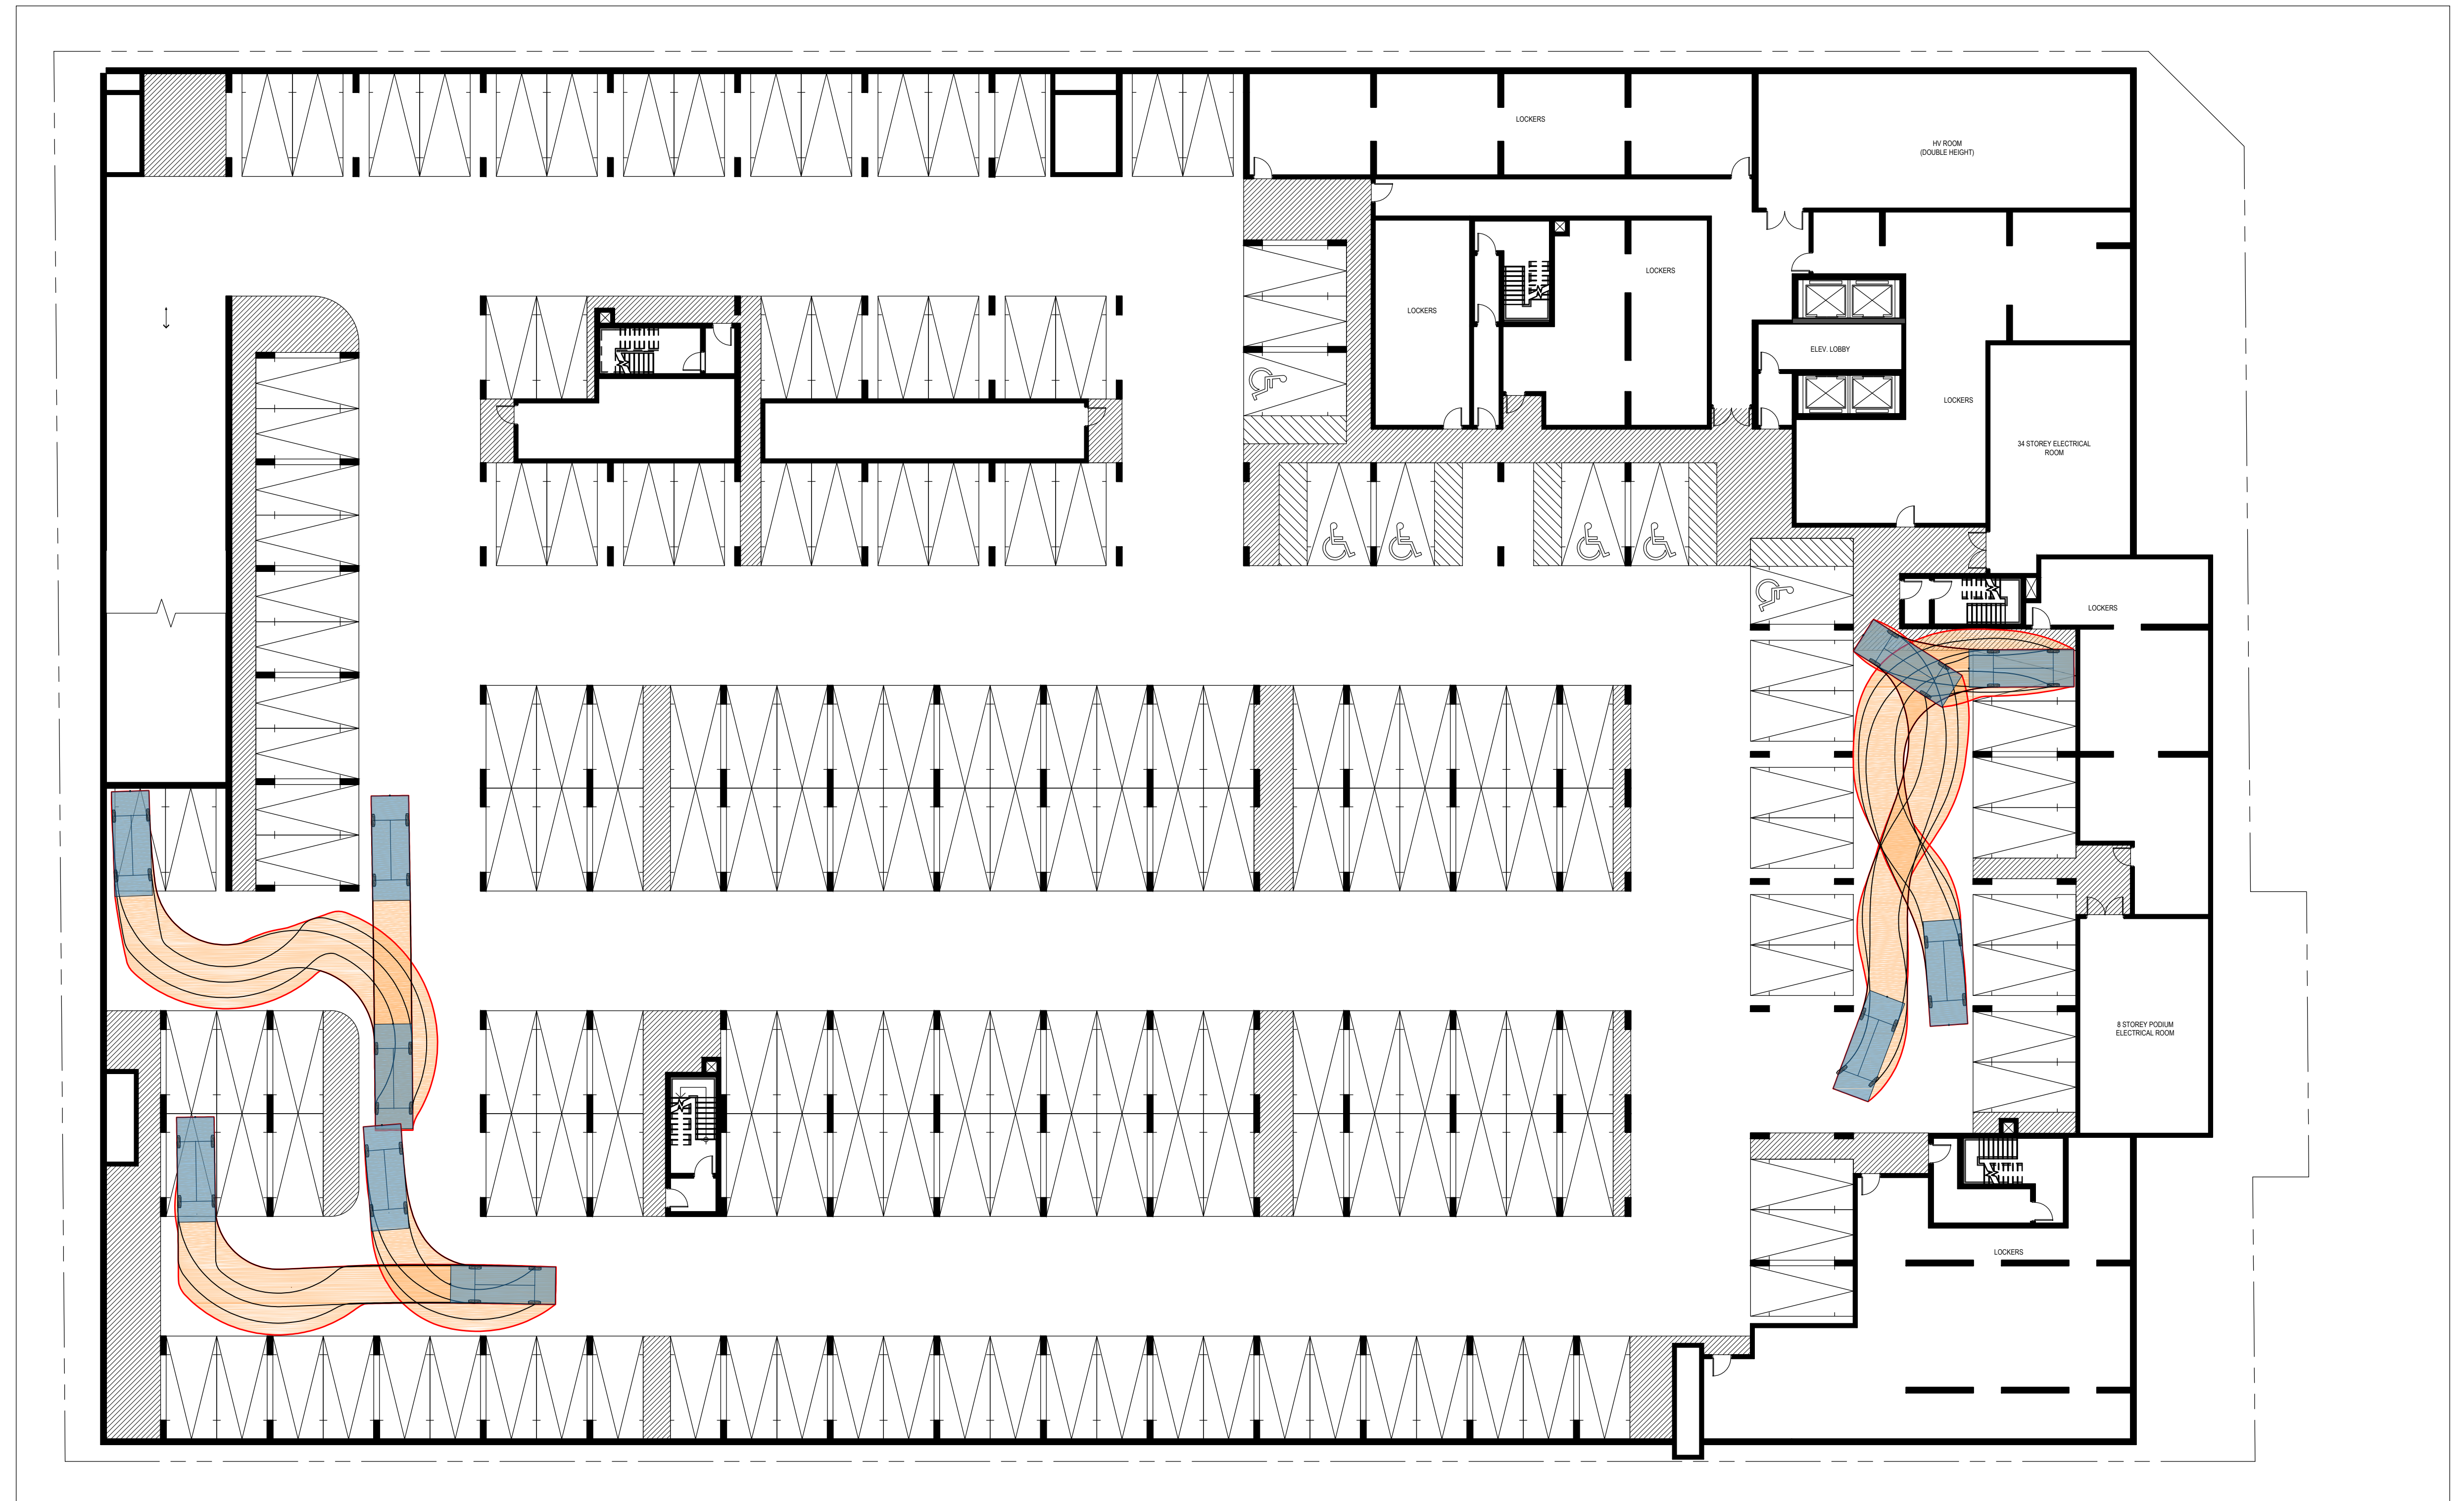 LOCKERS
HV ROOM
(DOUBLE HEIGHT)
LOCKERS
LOCKERS
ELEV. LOBBY
LOCKERS
34 STOREY ELECTRICAL
ROOM
LOCKERS
8 STOREY PODIUM
ELECTRICAL ROOM
LOCKERS